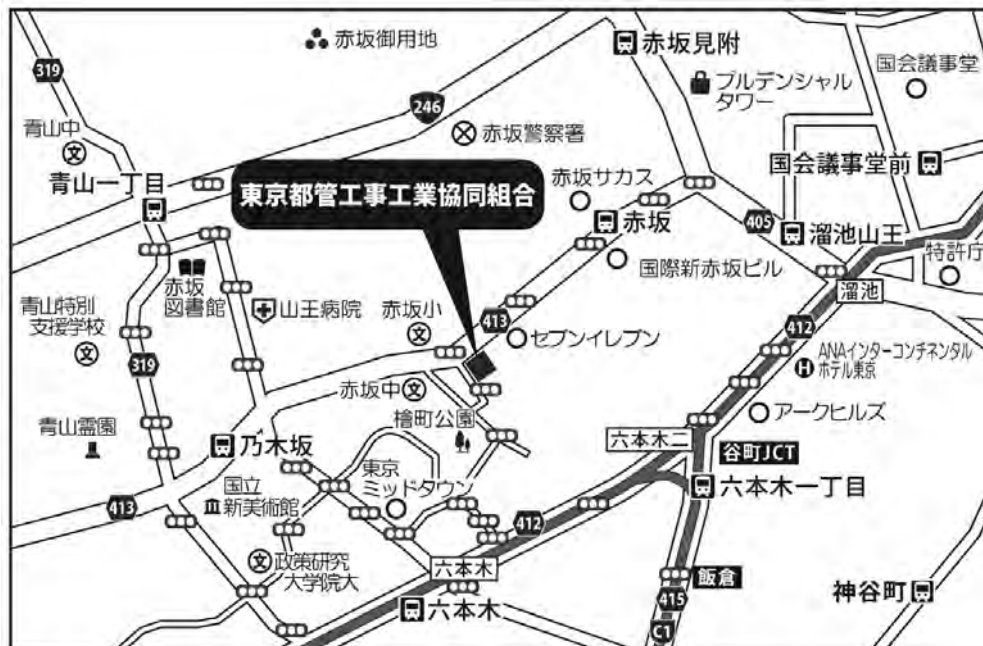 赤坂御用地
赤坂見附
国会議事堂
プルデンシャル
タワー
319
246
青山中
赤坂警察署
国会議事堂前
青山一丁目
東京都管工事工業協同組合
赤坂サカス
赤坂
405
溜池山王
特許庁
国際新赤坂ビル
溜池
赤坂
図書館
山王病院
赤坂小
413
セブンイレブン
412
青山特別
支援学校
319
ANAインターコンチネンタル
ホテル東京
赤坂中
檜町公園
アークヒルズ
青山霊園
乃木坂
六本木二
谷町JCT
東京
ミッドタウン
六本木一丁目
国立
新美術館
413
412
政策研究
大学院大
六本木
飯倉
415
神谷町
六本木
C1